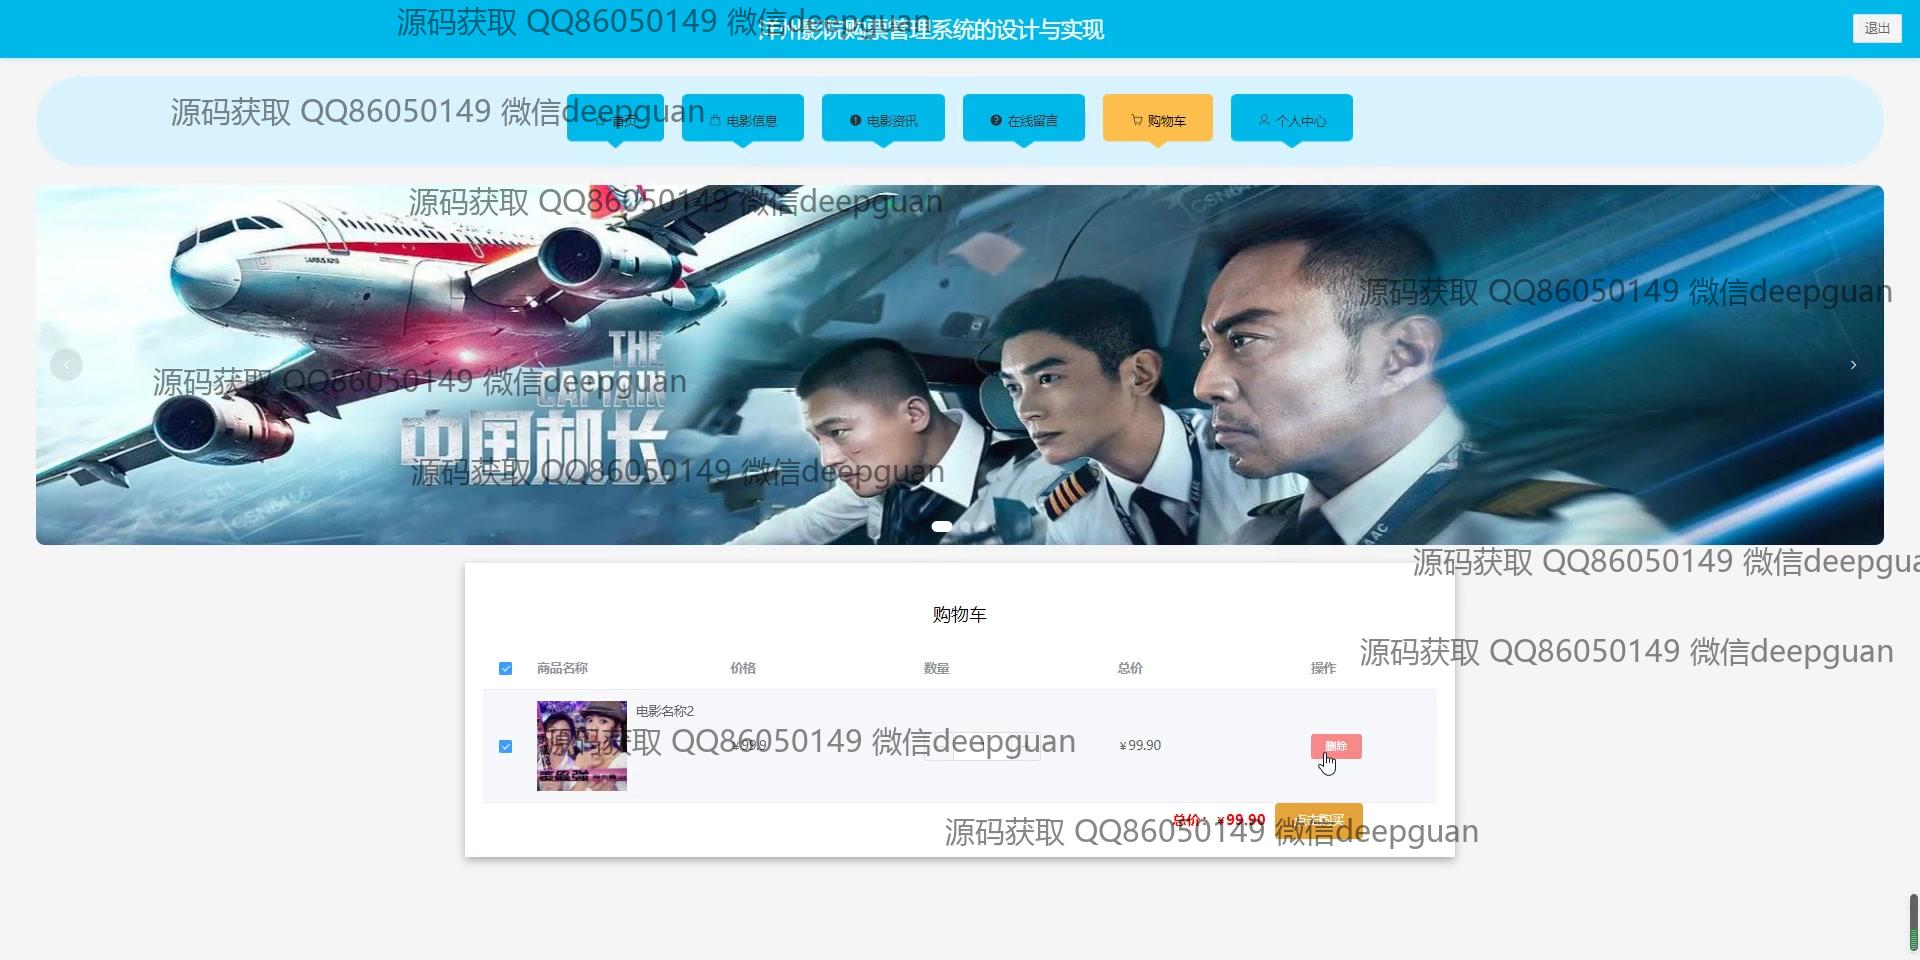 源码获取 QQ86050149 微信deepguan
洋州影院购票管理系统的设计与实现
退出
源码获取 QQ86050149 微信deepguan
首页
电影信息
电影资讯
在线留言
购物车
个人中心
源码获取 QQ86050149 微信deepguan
源码获取 QQ86050149 微信deepguan
THE
CAPTAIN
源码获取 QQ86050149 微信deepguan
中国机长
源码获取 QQ86050149 微信deepguan
源码获取 QQ86050149 微信deepgua
购物车
源码获取 QQ86050149 微信deepguan
商品名称 价格 数量 总价 操作
电影名称2
源码获取 QQ86050149 微信deepguan
¥99.9 ¥99.90 删除
总价: ¥99.90 点击购买
源码获取 QQ86050149 微信deepguan